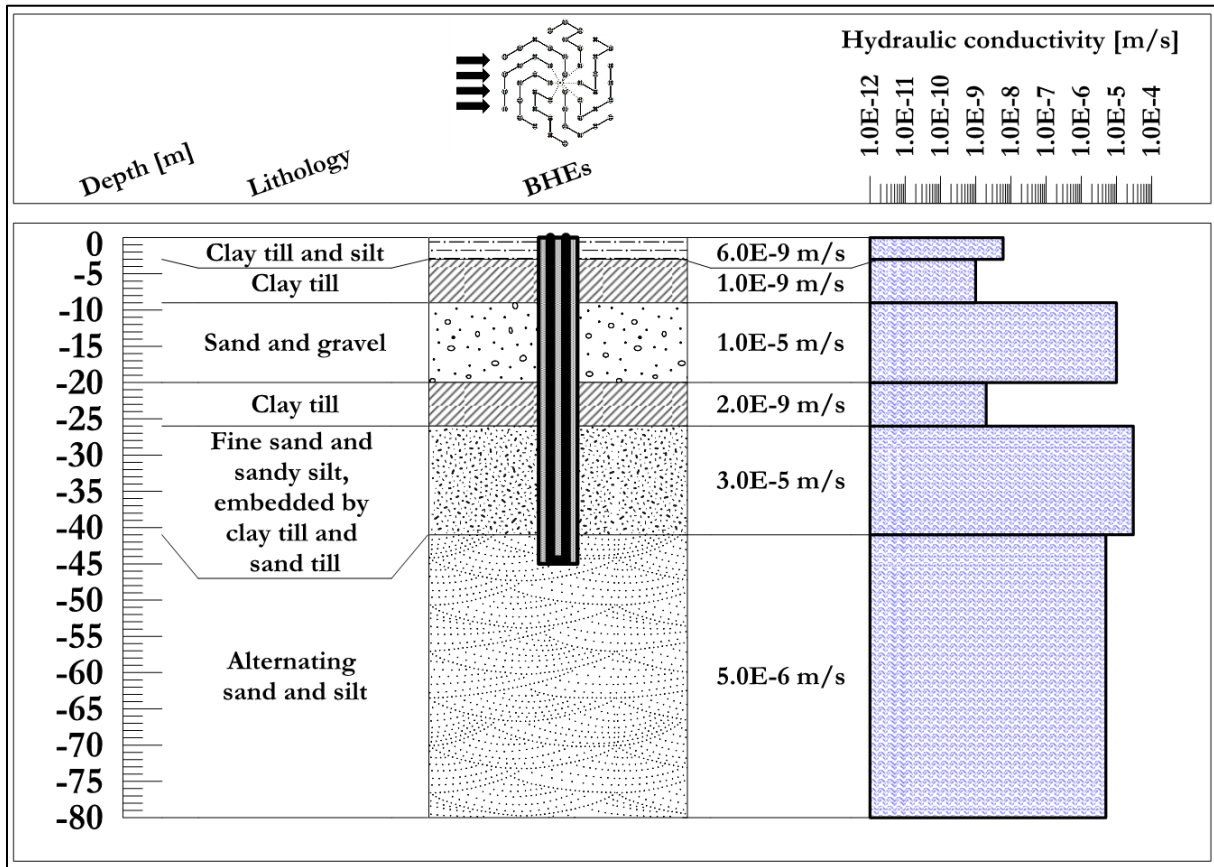 Hydraulic conductivity [m/s]
Depth [m]
Lithology
BHEs
1.0E-12
1.0E-11
1.0E-10
1.0E-9
1.0E-8
1.0E-7
1.0E-6
1.0E-5
1.0E-4
0
-5
-10
-15
-20
-25
-30
-35
-40
-45
-50
-55
-60
-65
-70
-75
-80
Clay till and silt
6.0E-9 m/s
Clay till
1.0E-9 m/s
Sand and gravel
1.0E-5 m/s
Clay till
2.0E-9 m/s
Fine sand and
sandy silt,
embedded by
clay till and
sand till
3.0E-5 m/s
Alternating
sand and silt
5.0E-6 m/s